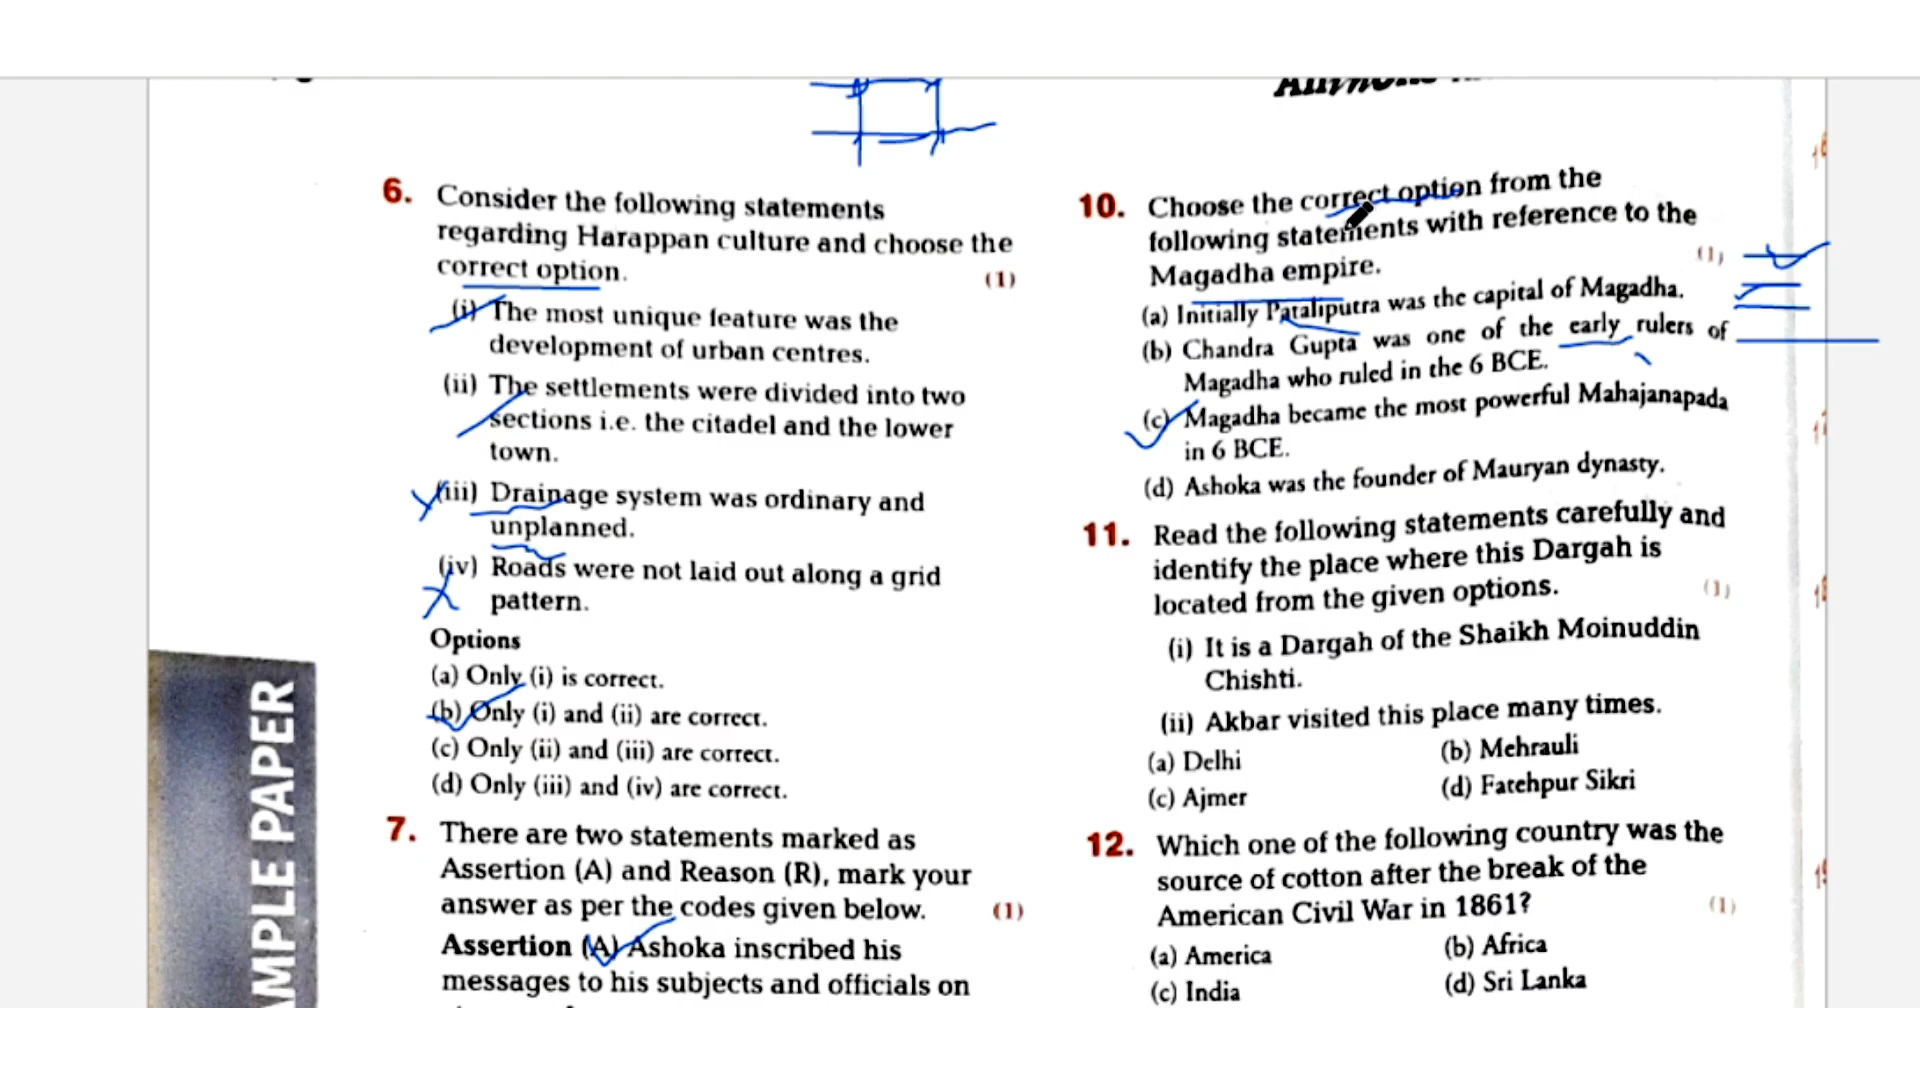 6. Consider the following statements
regarding Harappan culture and choose the
correct option. (1)
(i) The most unique feature was the
development of urban centres.
(ii) The settlements were divided into two
sections i.e. the citadel and the lower
town.
(iii) Drainage system was ordinary and
unplanned.
(iv) Roads were not laid out along a grid
pattern.
Options
(a) Only (i) is correct.
(b) Only (i) and (ii) are correct.
(c) Only (ii) and (iii) are correct.
(d) Only (iii) and (iv) are correct.
7. There are two statements marked as
Assertion (A) and Reason (R), mark your
answer as per the codes given below. (1)
Assertion (A) Ashoka inscribed his
messages to his subjects and officials on
10. Choose the correct option from the
following statements with reference to the
Magadha empire. (1)
(a) Initially Pataliputra was the capital of Magadha.
(b) Chandra Gupta was one of the early rulers of
Magadha who ruled in the 6 BCE.
(c) Magadha became the most powerful Mahajanapada
in 6 BCE.
(d) Ashoka was the founder of Mauryan dynasty.
11. Read the following statements carefully and
identify the place where this Dargah is
located from the given options. (1)
(i) It is a Dargah of the Shaikh Moinuddin
Chishti.
(ii) Akbar visited this place many times.
(a) Delhi (b) Mehrauli
(c) Ajmer (d) Fatehpur Sikri
12. Which one of the following country was the
source of cotton after the break of the
American Civil War in 1861? (1)
(a) America (b) Africa
(c) India (d) Sri Lanka
AMPLE PAPER